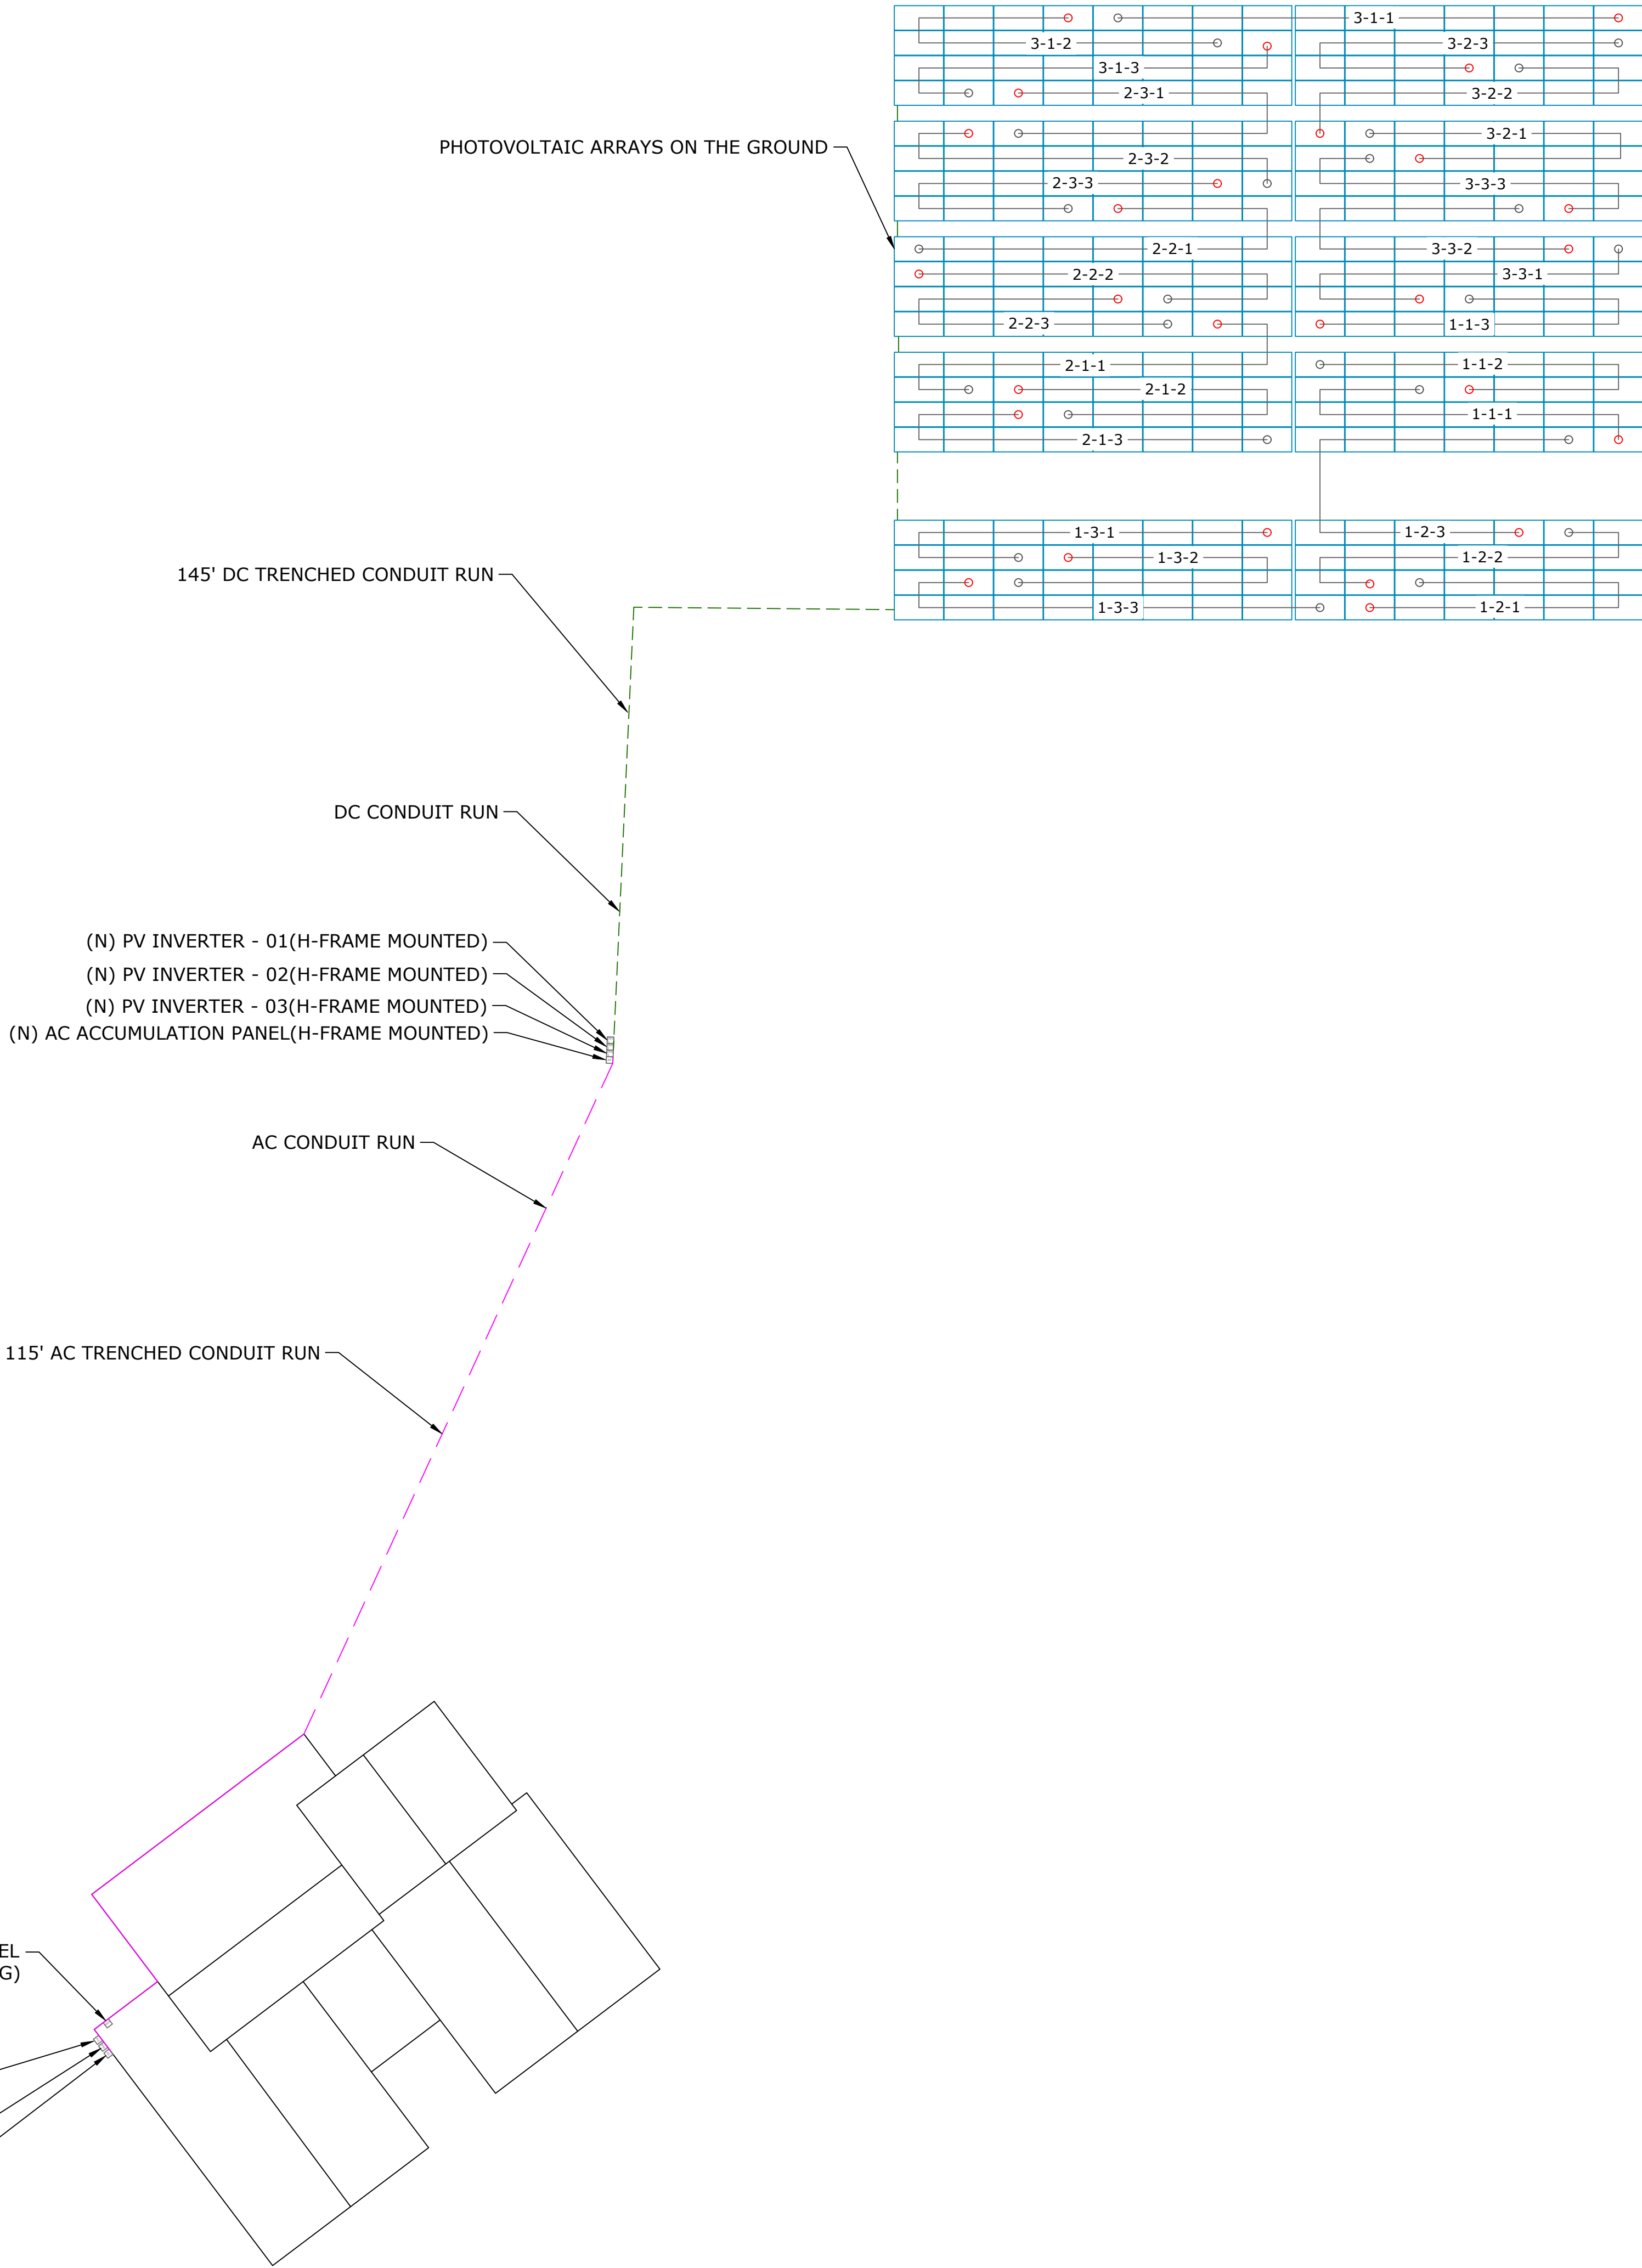 3-1-1
3-1-2
3-2-3
3-1-3
2-3-1
3-2-2
3-2-1
PHOTOVOLTAIC ARRAYS ON THE GROUND
2-3-2
2-3-3
3-3-3
2-2-1
3-3-2
2-2-2
3-3-1
2-2-3
1-1-3
2-1-1
1-1-2
2-1-2
1-1-1
2-1-3
1-3-1
1-2-3
1-3-2
1-2-2
145' DC TRENCHED CONDUIT RUN
1-3-3
1-2-1
DC CONDUIT RUN
(N) PV INVERTER - 01(H-FRAME MOUNTED)
(N) PV INVERTER - 02(H-FRAME MOUNTED)
(N) PV INVERTER - 03(H-FRAME MOUNTED)
(N) AC ACCUMULATION PANEL(H-FRAME MOUNTED)
AC CONDUIT RUN
115' AC TRENCHED CONDUIT RUN
EL
G)